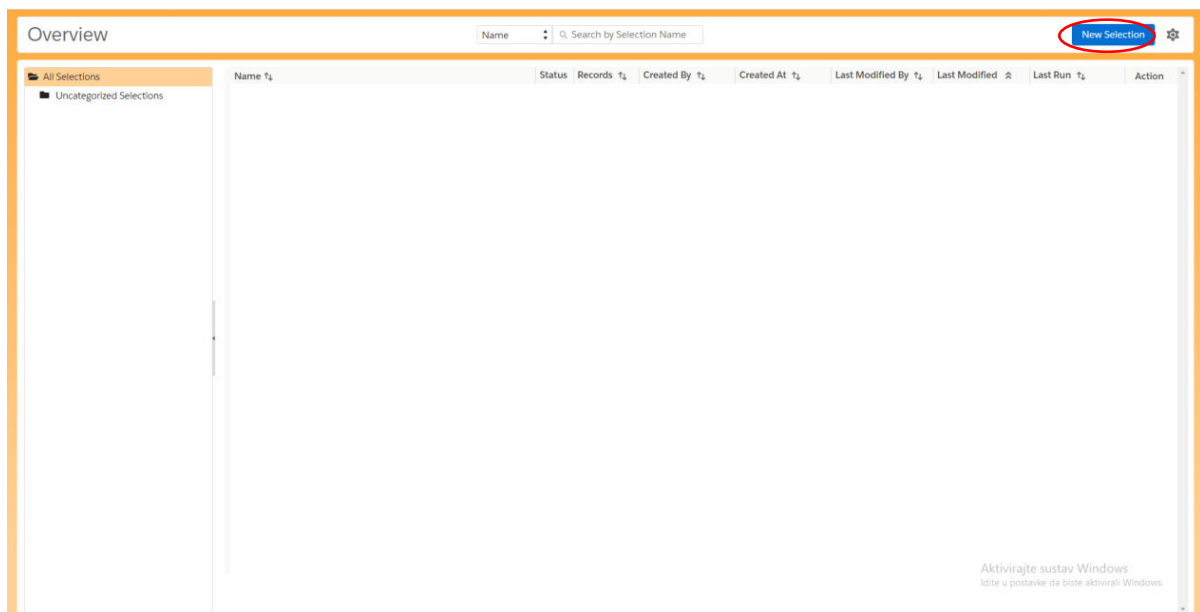 Overview
Name
Search by Selection Name
New Selection
All Selections
Uncategorized Selections
Name Status Records Created By Created At Last Modified By Last Modified Last Run Action
Aktivirajte sustav Windows
Idite u postavke da biste aktivirali Windows.